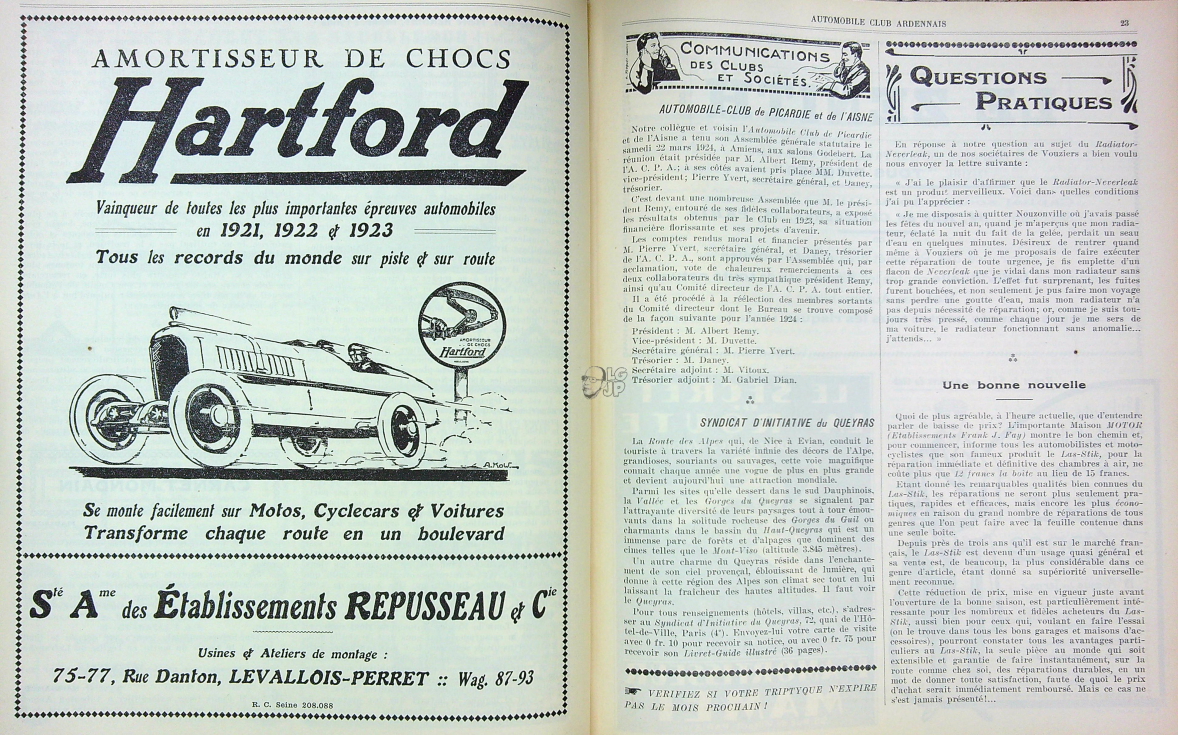 AMORTISSEUR DE CHOCS
Hartford
Vainqueur de toutes les plus importantes épreuves automobiles
en 1921, 1922 & 1923
Tous les records du monde sur piste & sur route
AMORTISSEUR
DE CHOCS
Hartford
A. Kow.
Se monte facilement sur Motos, Cyclecars & Voitures
Transforme chaque route en un boulevard
Sté Ame des Établissements REPUSSEAU & Cie
Usines & Ateliers de montage :
75-77, Rue Danton, LEVALLOIS-PERRET :: Wag. 87-93
R. C. Seine 208.088
AUTOMOBILE CLUB ARDENNAIS
23
COMMUNICATIONS
DES CLUBS
ET SOCIÉTÉS.
AUTOMOBILE-CLUB de PICARDIE et de l'AISNE
Notre collègue et voisin l'Automobile Club de Picardie
et de l'Aisne a tenu son Assemblée générale statutaire le
samedi 22 mars 1924, à Amiens, aux salons Godebert. La
réunion était présidée par M. Albert Remy, président de
l'A. C. P. A.; à ses côtés avaient pris place MM. Duvette,
vice-président; Pierre Yvert, secrétaire général, et Daney,
trésorier.
C'est devant une nombreuse Assemblée que M. le prési-
dent Remy, entouré de ses fidèles collaborateurs, a exposé
les résultats obtenus par le Club en 1923, sa situation
financière florissante et ses projets d'avenir.
Les comptes rendus moral et financier présentés par
M. Pierre Yvert, secrétaire général, et Daney, trésorier
de l'A. C. P. A., sont approuvés par l'Assemblée qui, par
acclamation, vote de chaleureux remerciements à ces
deux collaborateurs du très sympathique président Remy,
ainsi qu'au Comité directeur de l'A. C. P. A. tout entier.
Il a été procédé à la réélection des membres sortants
du Comité directeur dont le Bureau se trouve composé
de la façon suivante pour l'année 1924 :
Président : M. Albert Remy.
Vice-président : M. Duvette.
Secrétaire général : M. Pierre Yvert.
Trésorier : M. Daney.
Secrétaire adjoint : M. Vitoux.
Trésorier adjoint : M. Gabriel Dian.
SYNDICAT D'INITIATIVE du QUEYRAS
La Route des Alpes qui, de Nice à Evian, conduit le
touriste à travers la variété infinie des décors de l'Alpe,
grandioses, souriants ou sauvages, cette voie magnifique
connaît chaque année une vogue de plus en plus grande
et devient aujourd'hui une attraction mondiale.
Parmi les sites qu'elle dessert dans le sud Dauphinois,
la Vallée et les Gorges du Queyras se signalent par
l'attrayante diversité de leurs paysages tout à tour émou-
vants dans la solitude rocheuse des Gorges du Guil ou
charmants dans le bassin du Haut-Queyras qui est un
immense parc de forêts et d'alpages que dominent des
cimes telles que le Mont-Viso (altitude 3.845 mètres).
Un autre charme du Queyras réside dans l'enchante-
ment de son ciel provençal, éblouissant de lumière, qui
donne à cette région des Alpes son climat sec tout en lui
laissant la fraîcheur des hautes altitudes. Il faut voir
le Queyras.
Pour tous renseignements (hôtels, villas, etc.), s'adres-
ser au Syndicat d'Initiative du Queyras, 72, quai de l'Hô-
tel-de-Ville, Paris (4e). Envoyez-lui votre carte de visite
avec 0 fr. 10 pour recevoir sa notice, ou avec 0 fr. 75 pour
recevoir son Livret-Guide illustré (36 pages).
VERIFIEZ SI VOTRE TRIPTYQUE N'EXPIRE
PAS LE MOIS PROCHAIN !
QUESTIONS
PRATIQUES
En réponse à notre question au sujet du Radiator-
Neverleak, un de nos sociétaires de Vouziers a bien voulu
nous envoyer la lettre suivante :
« J'ai le plaisir d'affirmer que le Radiator-Neverleak
est un produit merveilleux. Voici dans quelles conditions
j'ai pu l'apprécier :
« Je me disposais à quitter Nouzonville où j'avais passé
les fêtes du nouvel an, quand je m'aperçus que mon radia-
teur, éclaté la nuit du fait de la gelée, perdait un seau
d'eau en quelques minutes. Désireux de rentrer quand
même à Vouziers où je me proposais de faire exécuter
cette réparation de toute urgence, je fis emplette d'un
flacon de Neverleak que je vidai dans mon radiateur sans
trop grande conviction. L'effet fut surprenant, les fuites
furent bouchées, et non seulement je pus faire mon voyage
sans perdre une goutte d'eau, mais mon radiateur n'a
pas depuis nécessité de réparation; or, comme je suis tou-
jours très pressé, comme chaque jour je me sers de
ma voiture, le radiateur fonctionnant sans anomalie...
j'attends... »
Une bonne nouvelle
Quoi de plus agréable, à l'heure actuelle, que d'entendre
parler de baisse de prix? L'importante Maison MOTOR
(Etablissements Frank J. Fay) montre le bon chemin et,
pour commencer, informe tous les automobilistes et moto-
cyclistes que son fameux produit le Las-Stik, pour la
réparation immédiate et définitive des chambres à air, ne
coûte plus que 12 francs la boîte au lieu de 15 francs.
Etant donné les remarquables qualités bien connues du
Las-Stik, les réparations ne seront plus seulement pra-
tiques, rapides et efficaces, mais encore les plus écono-
miques en raison du grand nombre de réparations de tous
genres que l'on peut faire avec la feuille contenue dans
une seule boîte.
Depuis près de trois ans qu'il est sur le marché fran-
çais, le Las-Stik est devenu d'un usage quasi général et
sa vente est, de beaucoup, la plus considérable dans ce
genre d'article, étant donné sa supériorité universelle-
ment reconnue.
Cette réduction de prix, mise en vigueur juste avant
l'ouverture de la bonne saison, est particulièrement inté-
ressante pour les nombreux et fidèles acheteurs du Las-
Stik, aussi bien pour ceux qui, voulant en faire l'essai
(on le trouve dans tous les bons garages et maisons d'ac-
cessoires), pourront constater tous les avantages parti-
culiers au Las-Stik, la seule pièce au monde qui soit
extensible et garantie de faire instantanément, sur la
route comme chez soi, des réparations durables, en un
mot de donner toute satisfaction, faute de quoi le prix
d'achat serait immédiatement remboursé. Mais ce cas ne
s'est jamais présenté!...
LG
JP